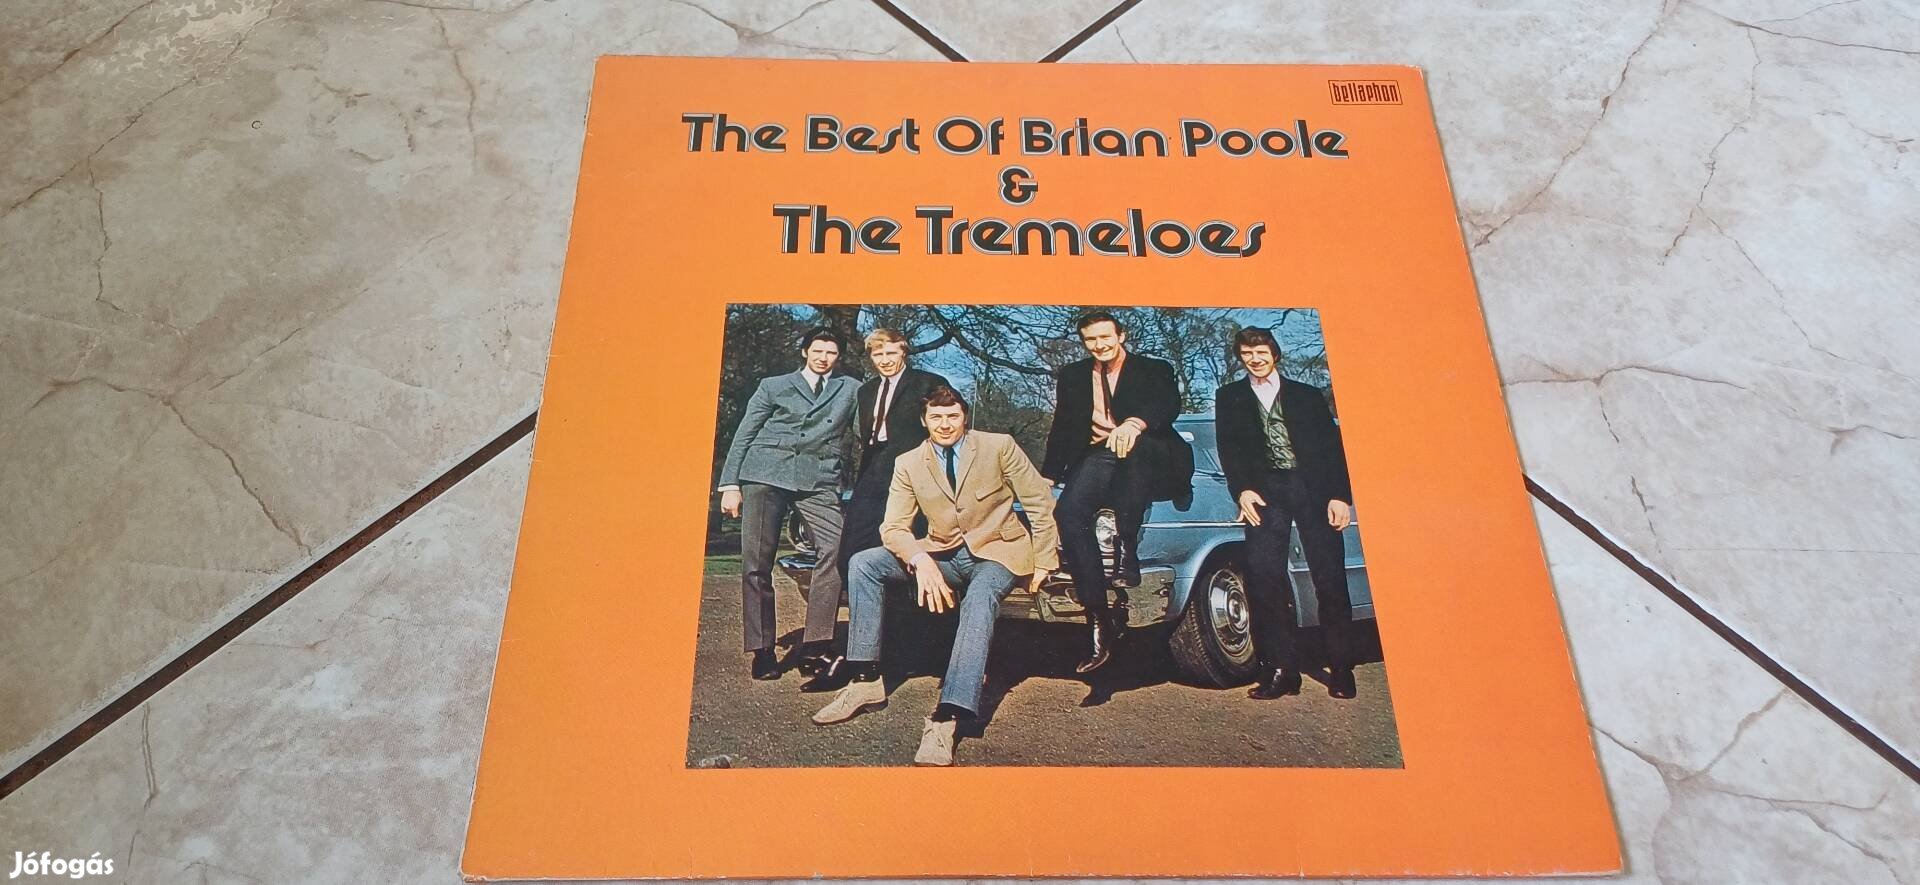 bellaphon
The Best Of Brian Poole
&
The Tremeloes
Jófogás